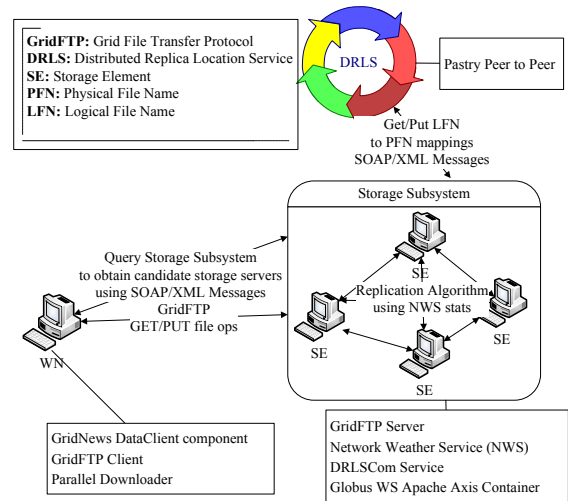 GridFTP: Grid File Transfer Protocol
DRLS: Distributed Replica Location Service
SE: Storage Element
PFN: Physical File Name
LFN: Logical File Name
DRLS
Pastry Peer to Peer
Get/Put LFN
to PFN mappings
SOAP/XML Messages
Storage Subsystem
Query Storage Subsystem
to obtain candidate storage servers
using SOAP/XML Messages
GridFTP
GET/PUT file ops
WN
SE
Replication Algorithm
using NWS stats
SE
SE
SE
GridNews DataClient component
GridFTP Client
Parallel Downloader
GridFTP Server
Network Weather Service (NWS)
DRLSCom Service
Globus WS Apache Axis Container